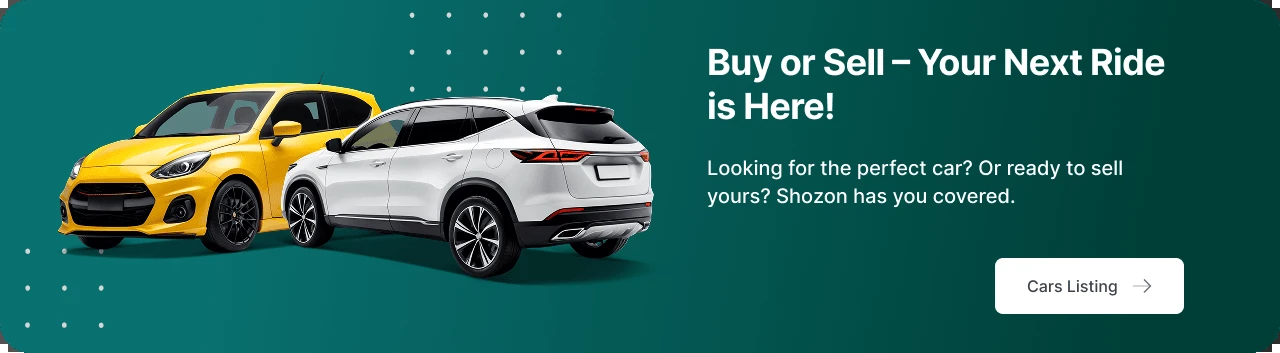 Buy or Sell – Your Next Ride
is Here!
Looking for the perfect car? Or ready to sell
yours? Shozon has you covered.
Cars Listing